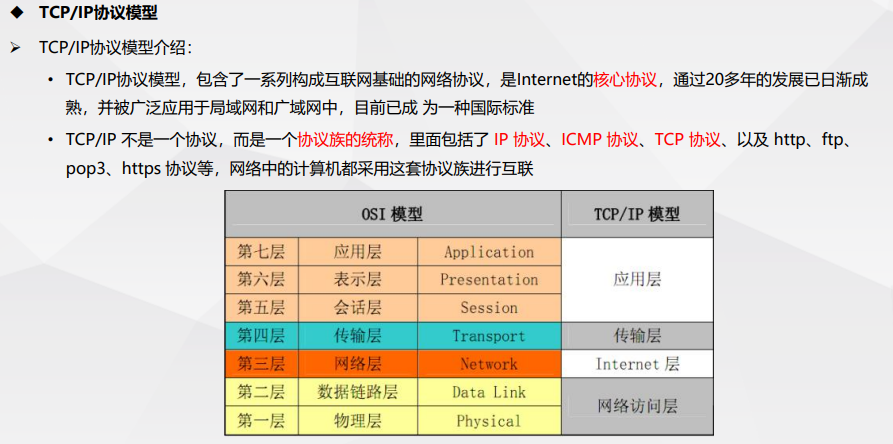 ◆ TCP/IP协议模型
➢ TCP/IP协议模型介绍：
• TCP/IP协议模型，包含了一系列构成互联网基础的网络协议，是Internet的核心协议，通过20多年的发展已日渐成
熟，并被广泛应用于局域网和广域网中，目前已成 为一种国际标准
• TCP/IP 不是一个协议，而是一个协议族的统称，里面包括了 IP 协议、ICMP 协议、TCP 协议、以及 http、ftp、
pop3、https 协议等，网络中的计算机都采用这套协议族进行互联
OSI 模型 TCP/IP 模型
第七层 应用层 Application
第六层 表示层 Presentation 应用层
第五层 会话层 Session
第四层 传输层 Transport 传输层
第三层 网络层 Network Internet 层
第二层 数据链路层 Data Link
网络访问层
第一层 物理层 Physical